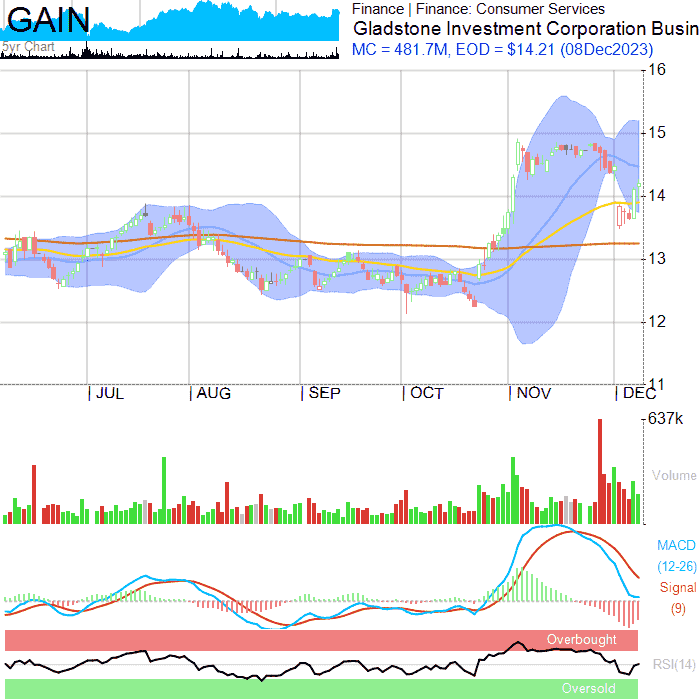 GAIN
5yr Chart
Finance | Finance: Consumer Services
Gladstone Investment Corporation Busin
MC = 481.7M, EOD = $14.21 (08Dec2023)
16
15
14
13
12
11
| JUL | AUG | SEP | OCT | NOV | DEC
637k
Volume
MACD
(12-26)
Signal
(9)
Overbought
RSI(14)
Oversold